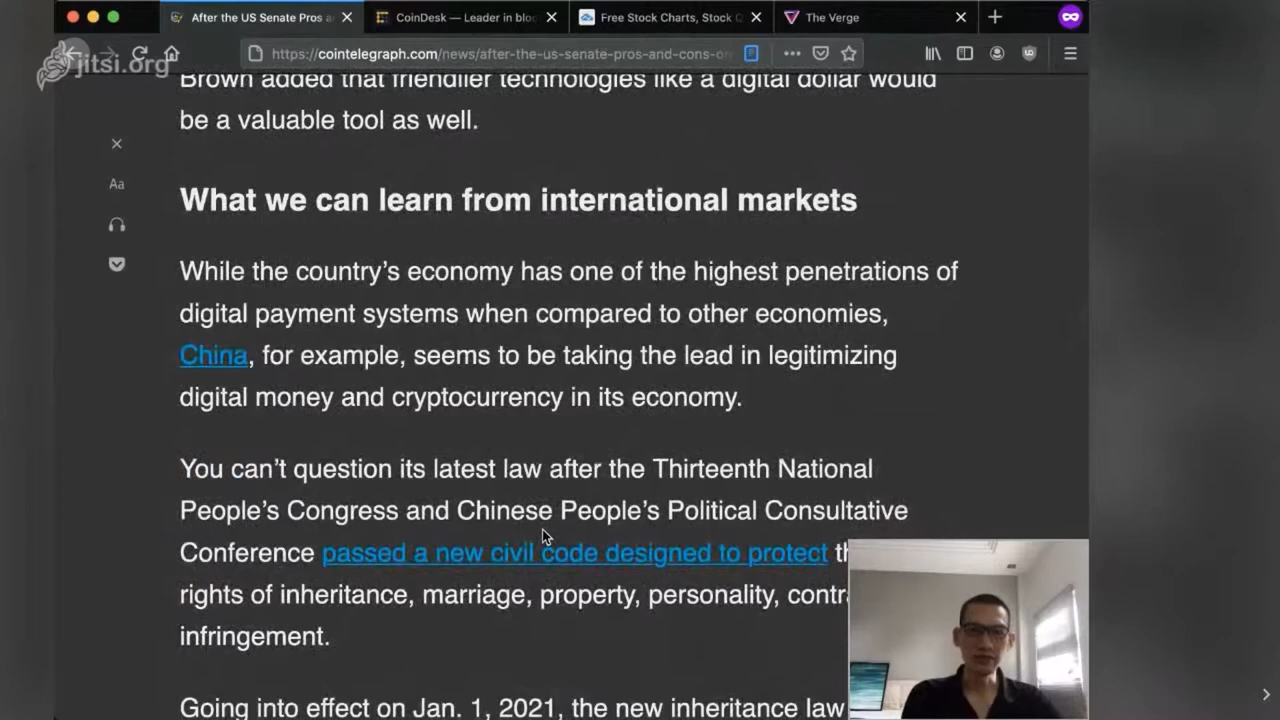 After the US Senate Pros a
CoinDesk — Leader in bloc
Free Stock Charts, Stock Q
The Verge
jitsi.org
https://cointelegraph.com/news/after-the-us-senate-pros-and-cons-o
Brown added that friendlier technologies like a digital dollar would
be a valuable tool as well.
Aa
What we can learn from international markets
While the country's economy has one of the highest penetrations of
digital payment systems when compared to other economies,
China, for example, seems to be taking the lead in legitimizing
digital money and cryptocurrency in its economy.
You can't question its latest law after the Thirteenth National
People's Congress and Chinese People's Political Consultative
Conference passed a new civil code designed to protect th
rights of inheritance, marriage, property, personality, contra
infringement.
Going into effect on Jan. 1, 2021, the new inheritance law